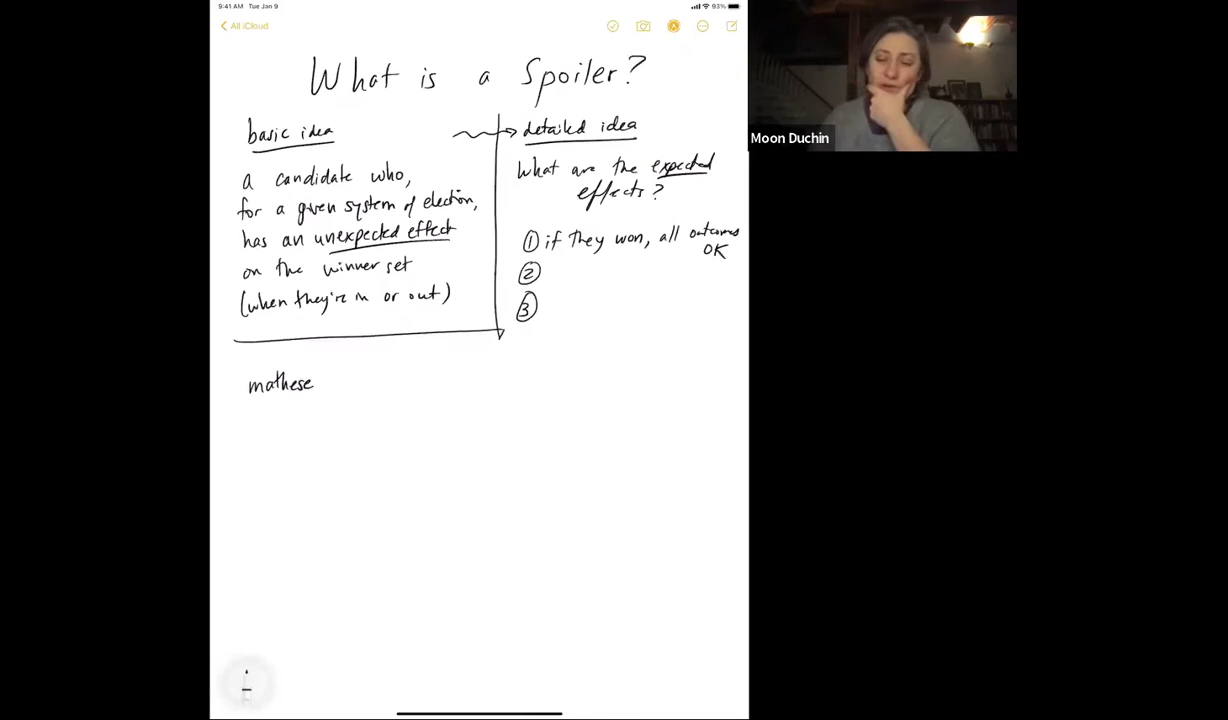 9:41 AM Tue Jan 9
93%
All iCloud
What is a Spoiler?
basic idea
a candidate who,
for a given system of election,
has an unexpected effect
on the winner set
(when they're in or out)
detailed idea
What are the expected
effects?
① if they won, all outcomes
OK
②
③
mathese
Moon Duchin